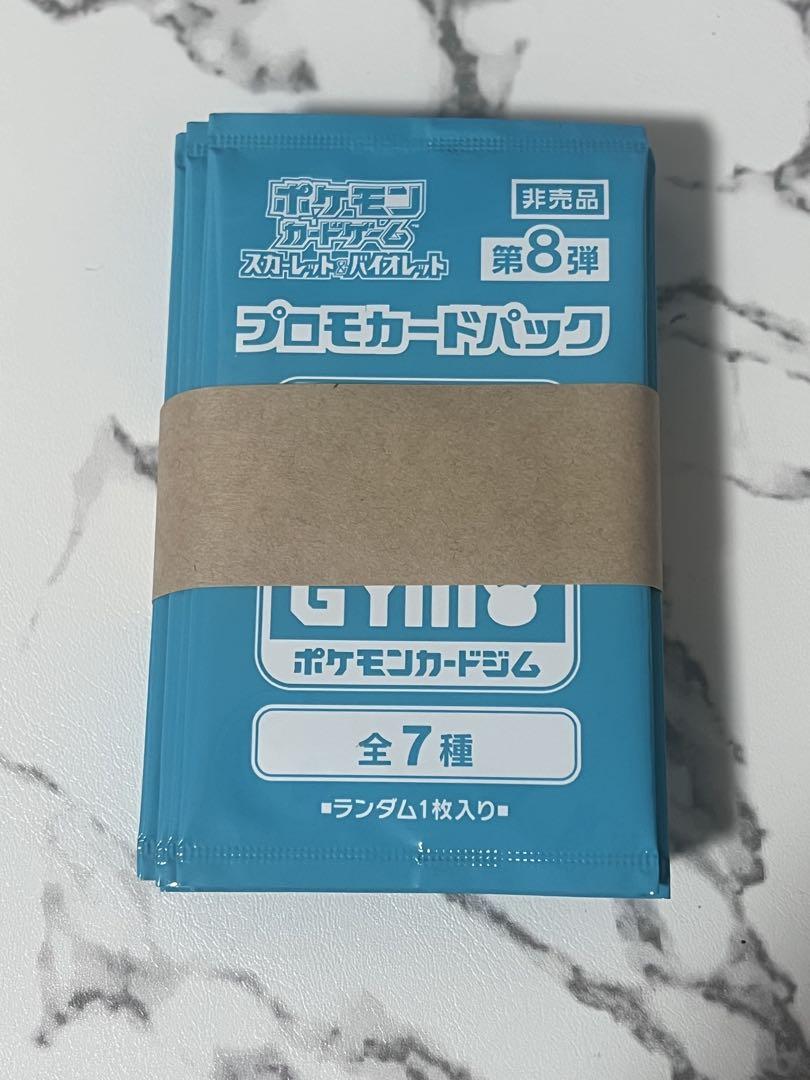 ポケモン
カードゲーム
スカーレット&バイオレット
非売品
第8弾
プロモカードパック
GYM
ポケモンカードジム
全7種
■ランダム1枚入り■